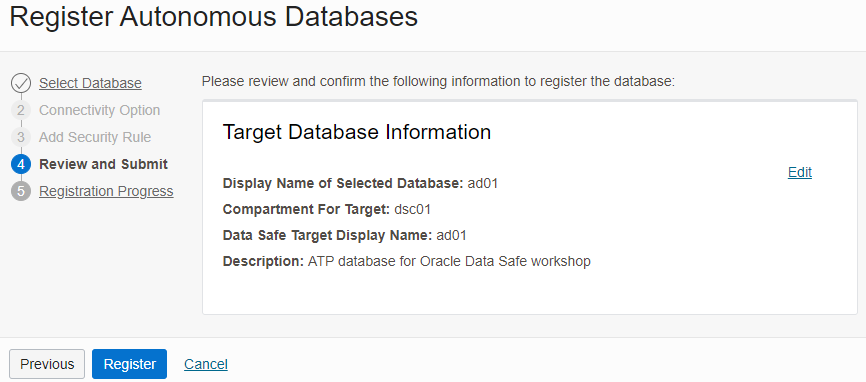 Register Autonomous Databases
Select Database
2 Connectivity Option
3 Add Security Rule
4 Review and Submit
5 Registration Progress
Please review and confirm the following information to register the database:
Target Database Information
Edit
Display Name of Selected Database: ad01
Compartment For Target: dsc01
Data Safe Target Display Name: ad01
Description: ATP database for Oracle Data Safe workshop
Previous
Register
Cancel